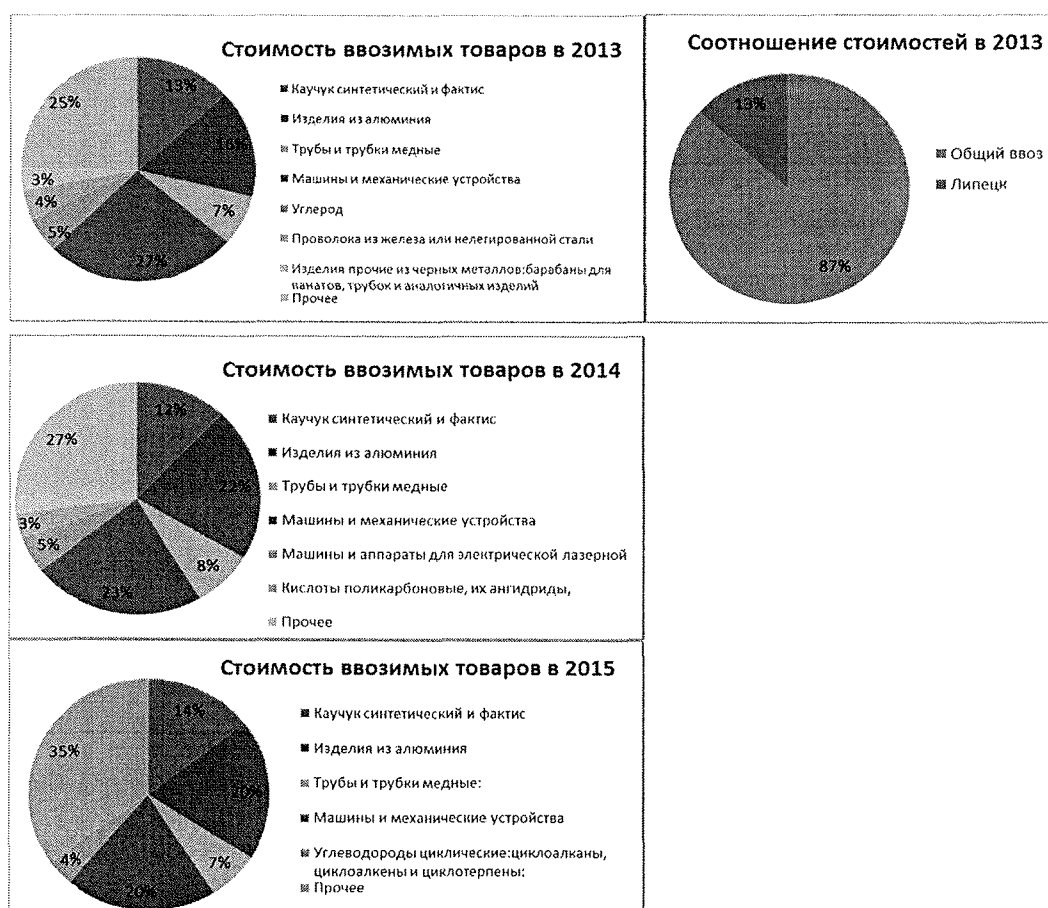 Стоимость ввозимых товаров в 2013
13%
16%
7%
27%
5%
4%
3%
25%
Каучук синтетический и фактис
Изделия из алюминия
Трубы и трубки медные
Машины и механические устройства
Углерод
Проволока из железа или нелегированной стали
Изделия прочие из черных металлов:барабаны для
канатов, трубок и аналогичных изделий
Прочее
Соотношение стоимостей в 2013
13%
87%
Общий ввоз
Липецк
Стоимость ввозимых товаров в 2014
12%
22%
8%
23%
5%
3%
27%
Каучук синтетический и фактис
Изделия из алюминия
Трубы и трубки медные
Машины и механические устройства
Машины и аппараты для электрической лазерной
Кислоты поликарбоновые, их ангидриды,
Прочее
Стоимость ввозимых товаров в 2015
14%
20%
7%
20%
4%
35%
Каучук синтетический и фактис
Изделия из алюминия
Трубы и трубки медные:
Машины и механические устройства
Углеводороды циклические:циклоалканы,
циклоалкены и циклотерпены:
Прочее